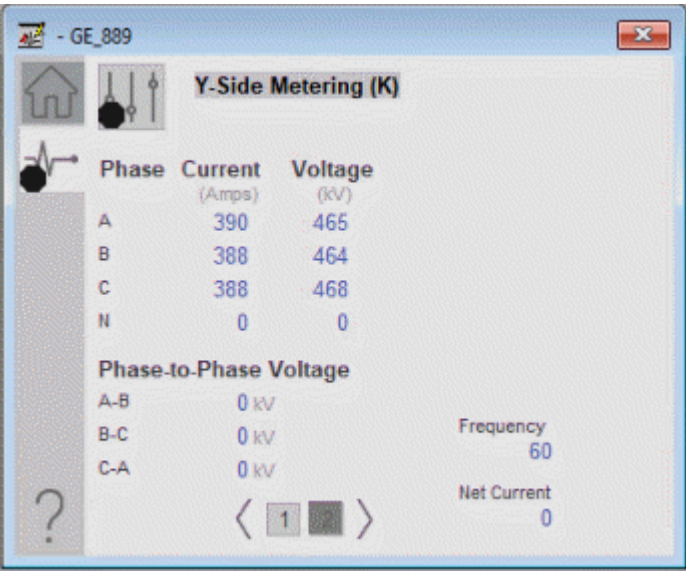 - GE_889
Y-Side Metering (K)
Phase Current Voltage
(Amps) (kV)
A 390 465
B 388 464
C 388 468
N 0 0
Phase-to-Phase Voltage
A-B 0 kV
B-C 0 kV
C-A 0 kV
Frequency
60
Net Current
0
1 2
?